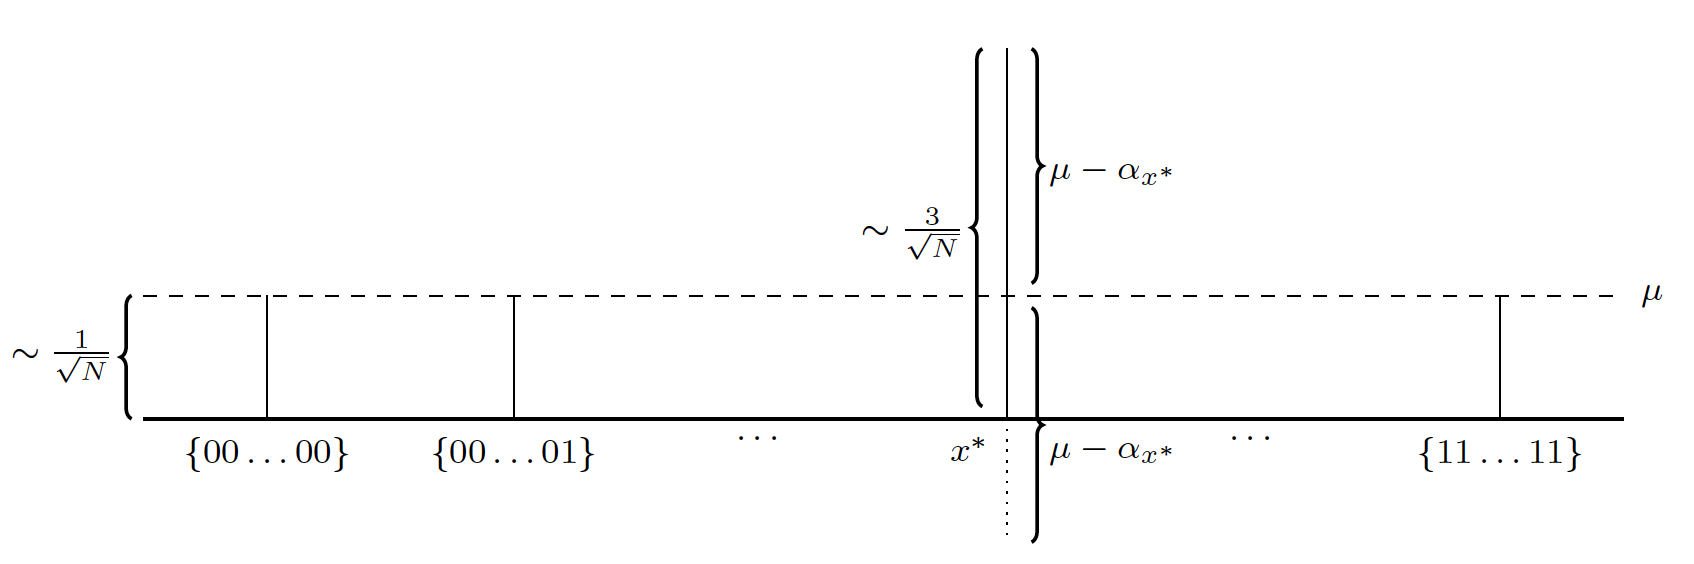 μ − α_{x*}
∼ 3/√N
μ
∼ 1/√N
{00...00}
{00...01}
...
x*
μ − α_{x*}
...
{11...11}